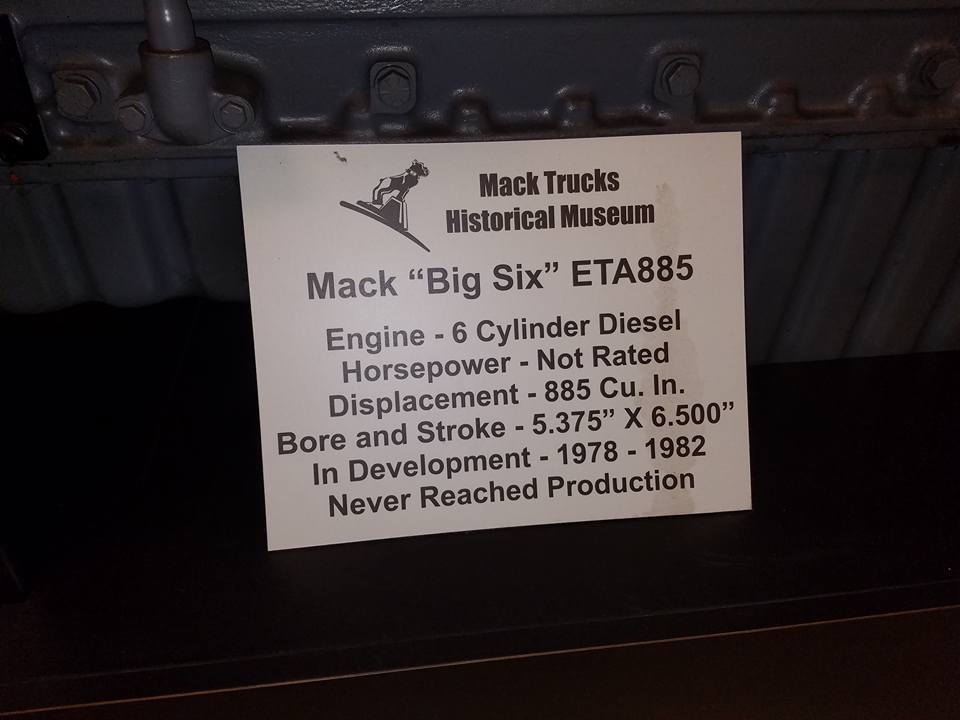 Mack Trucks
Historical Museum
Mack “Big Six” ETA885
Engine - 6 Cylinder Diesel
Horsepower - Not Rated
Displacement - 885 Cu. In.
Bore and Stroke - 5.375” X 6.500”
In Development - 1978 - 1982
Never Reached Production